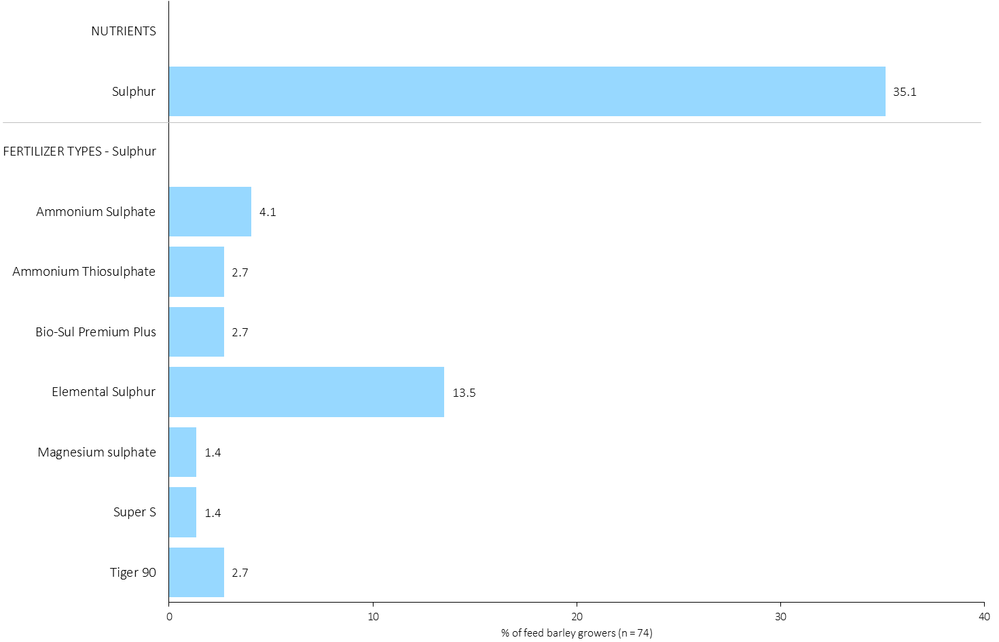 NUTRIENTS
Sulphur 35.1
FERTILIZER TYPES - Sulphur
Ammonium Sulphate 4.1
Ammonium Thiosulphate 2.7
Bio-Sul Premium Plus 2.7
Elemental Sulphur 13.5
Magnesium sulphate 1.4
Super S 1.4
Tiger 90 2.7
0 10 20 30 40
% of feed barley growers (n = 74)